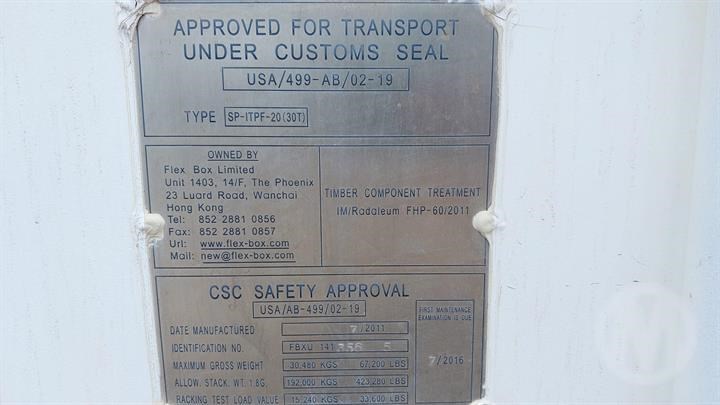 APPROVED FOR TRANSPORT
UNDER CUSTOMS SEAL
USA/499-AB/02-19
TYPE SP-ITPF-20(30T)
OWNED BY
Flex Box Limited
Unit 1403, 14/F, The Phoenix
23 Luard Road, Wanchai
Hong Kong
Tel: 852 2881 0856
Fax: 852 2881 0857
Url: www.flex-box.com
Mail: new@flex-box.com
TIMBER COMPONENT TREATMENT
IM/Radaleum FHP-60/2011
CSC SAFETY APPROVAL
USA/AB-499/02-19
DATE MANUFACTURED 7/2011
IDENTIFICATION NO. FBXU 141356 5
MAXIMUM GROSS WEIGHT 30,480 KGS 67,200 LBS
ALLOW. STACK. WT. 1.8G. 192,000 KGS 423,280 LBS
RACKING TEST LOAD VALUE 15,240 KGS 33,600 LBS
FIRST MAINTENANCE
EXAMINATION IS DUE
7/2016